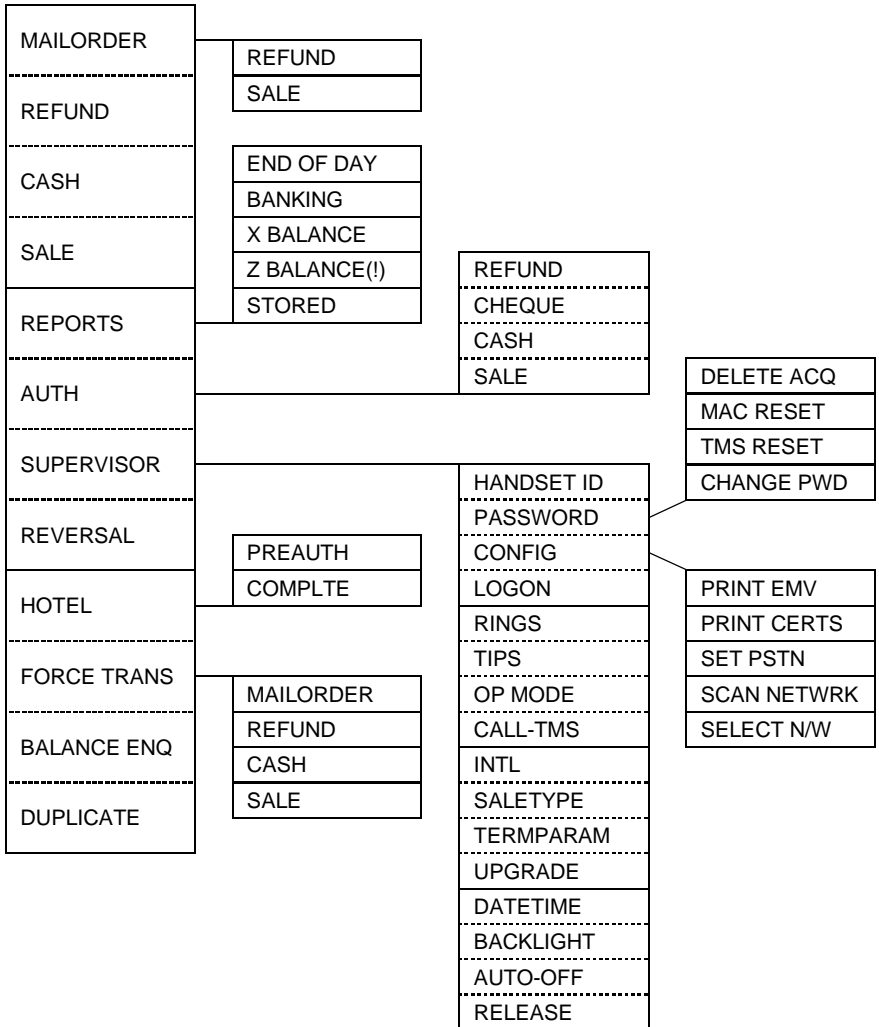 MAILORDER
REFUND
CASH
SALE
REPORTS
AUTH
SUPERVISOR
REVERSAL
HOTEL
FORCE TRANS
BALANCE ENQ
DUPLICATE
REFUND
SALE
END OF DAY
BANKING
X BALANCE
Z BALANCE(!)
STORED
PREAUTH
COMPLTE
MAILORDER
REFUND
CASH
SALE
REFUND
CHEQUE
CASH
SALE
HANDSET ID
PASSWORD
CONFIG
LOGON
RINGS
TIPS
OP MODE
CALL-TMS
INTL
SALETYPE
TERMPARAM
UPGRADE
DATETIME
BACKLIGHT
AUTO-OFF
RELEASE
DELETE ACQ
MAC RESET
TMS RESET
CHANGE PWD
PRINT EMV
PRINT CERTS
SET PSTN
SCAN NETWRK
SELECT N/W